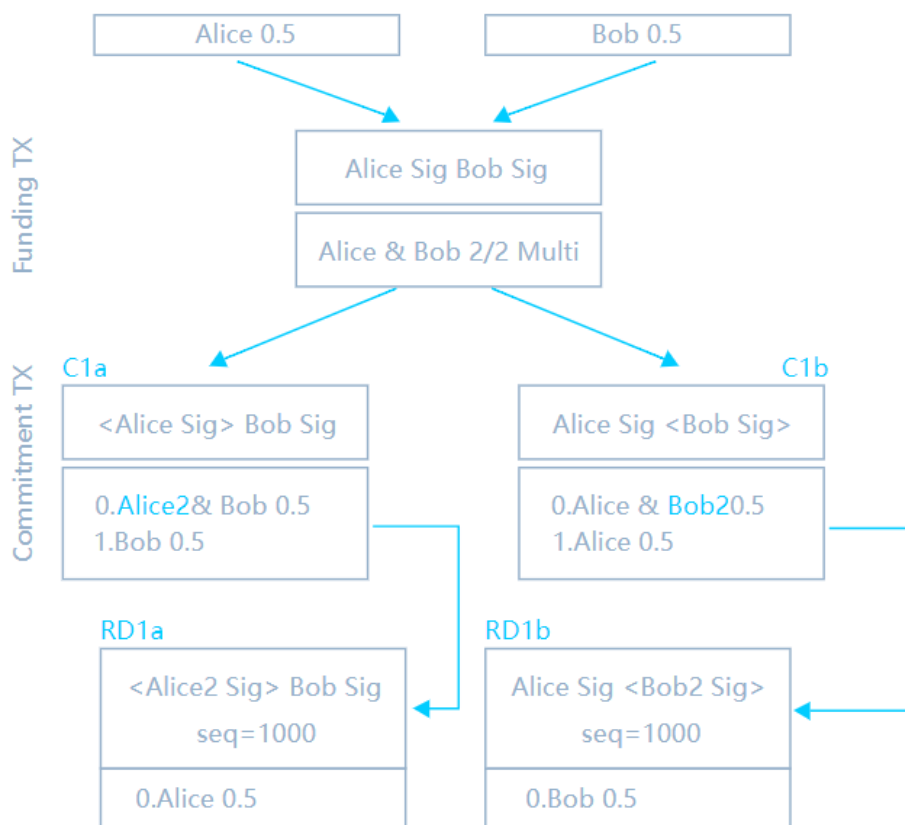 Alice 0.5
Bob 0.5
Funding TX
Alice Sig Bob Sig
Alice & Bob 2/2 Multi
Commitment TX
C1a
<Alice Sig> Bob Sig
0.Alice2& Bob 0.5
1.Bob 0.5
C1b
Alice Sig <Bob Sig>
0.Alice & Bob20.5
1.Alice 0.5
RD1a
<Alice2 Sig> Bob Sig
seq=1000
0.Alice 0.5
RD1b
Alice Sig <Bob2 Sig>
seq=1000
0.Bob 0.5